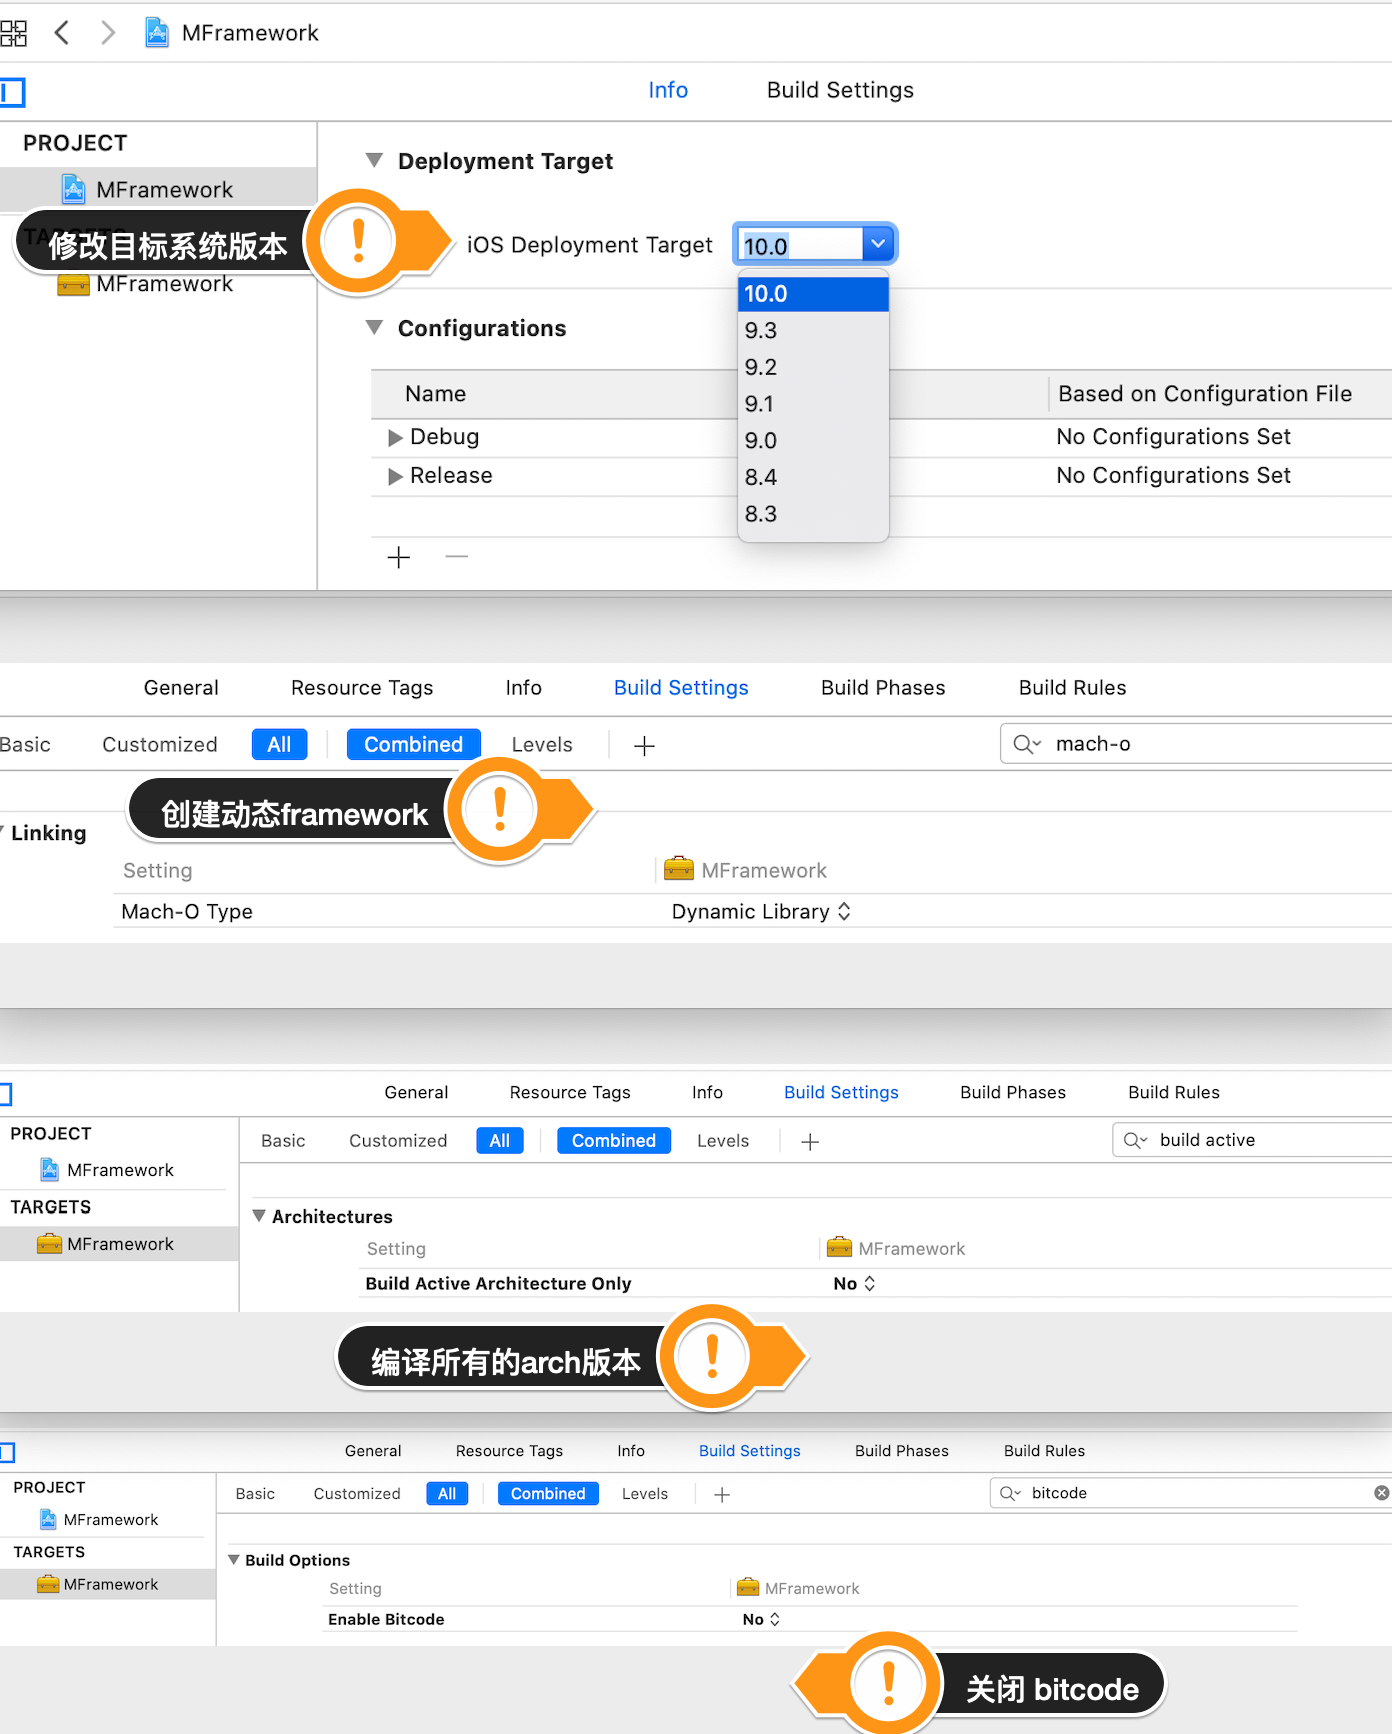 MFramework
Info Build Settings
PROJECT
MFramework
TARGETS
MFramework
修改目标系统版本
Deployment Target
iOS Deployment Target 10.0
10.0
9.3
9.2
9.1
9.0
8.4
8.3
Configurations
Name Based on Configuration File
Debug No Configurations Set
Release No Configurations Set
General Resource Tags Info Build Settings Build Phases Build Rules
Basic Customized All Combined Levels mach-o
创建动态framework
Linking
Setting MFramework
Mach-O Type Dynamic Library
General Resource Tags Info Build Settings Build Phases Build Rules
PROJECT
MFramework
TARGETS
MFramework
Basic Customized All Combined Levels build active
Architectures
Setting MFramework
Build Active Architecture Only No
编译所有的arch版本
General Resource Tags Info Build Settings Build Phases Build Rules
PROJECT
MFramework
TARGETS
MFramework
Basic Customized All Combined Levels bitcode
Build Options
Setting MFramework
Enable Bitcode No
关闭 bitcode